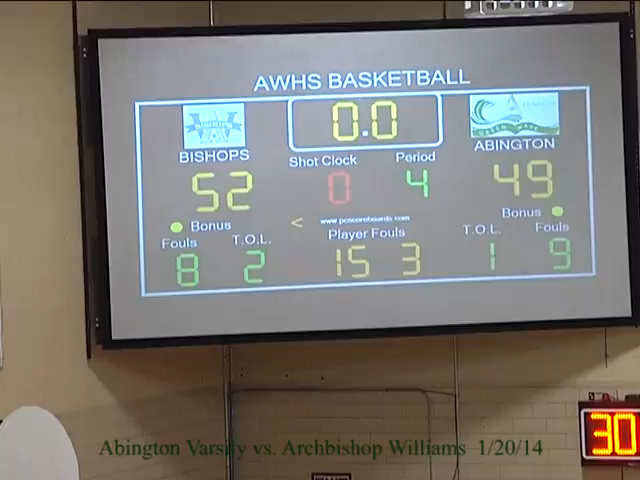 AWHS BASKETBALL
0.0
BISHOPS
ABINGTON
Shot Clock
Period
52
0
4
49
Bonus
< www.pcscoreboards.com
Bonus
Fouls
T.O.L.
Player Fouls
T.O.L.
Fouls
8
2
15 3
1
9
30
Abington Varsity vs. Archbishop Williams 1/20/14